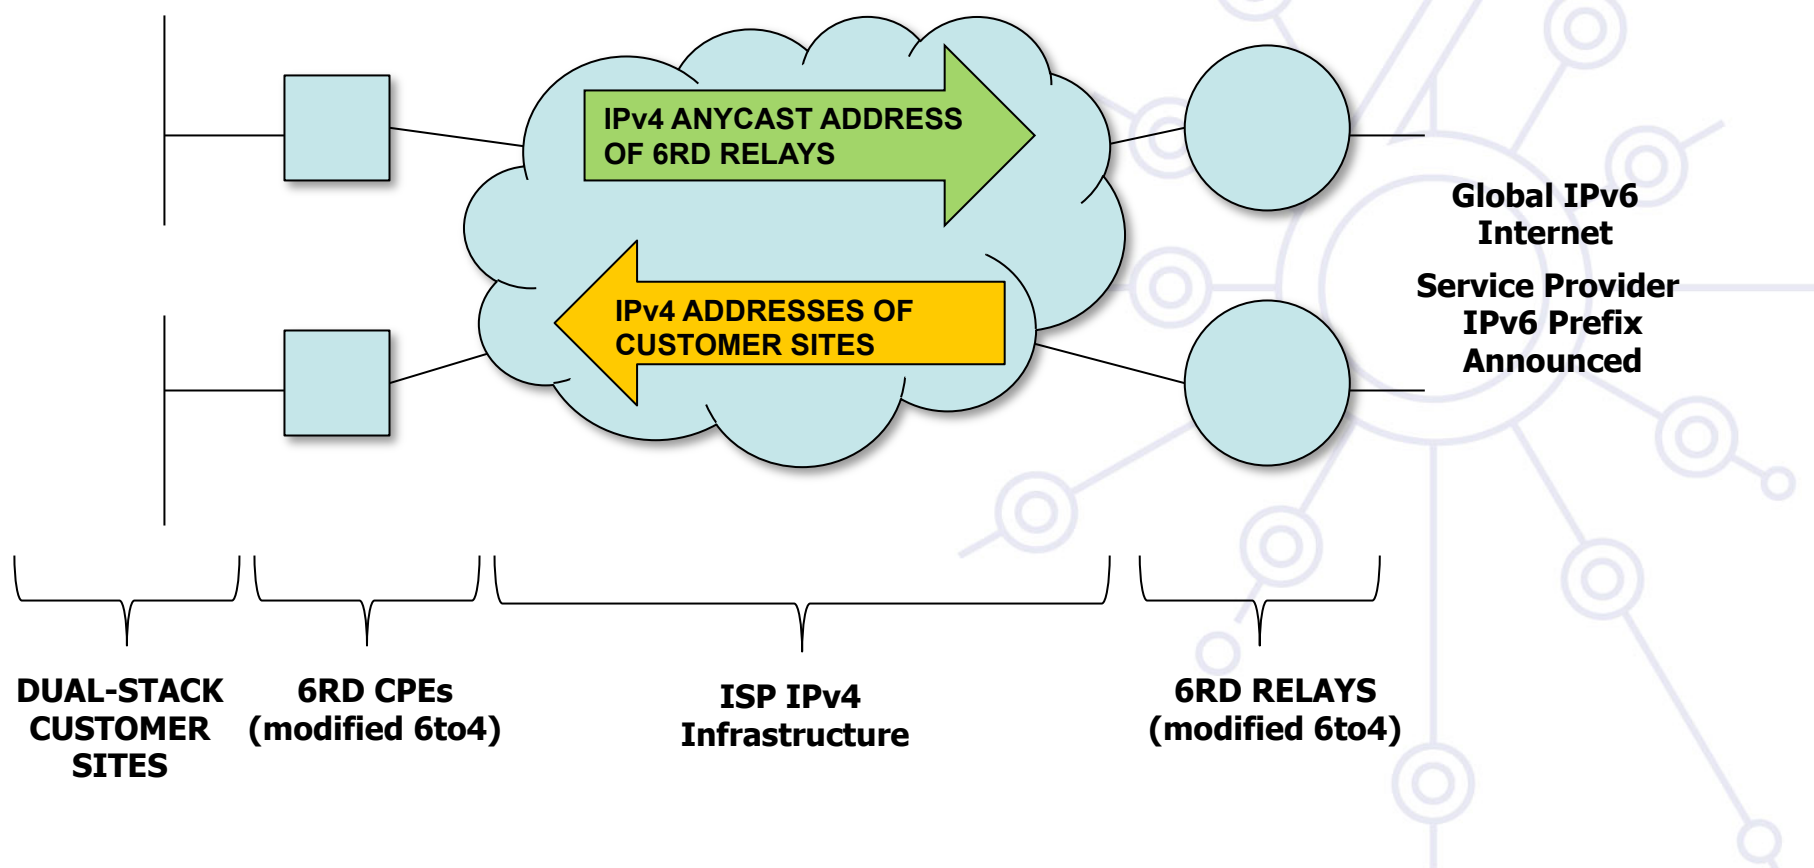 IPv4 ANYCAST ADDRESS
OF 6RD RELAYS
Global IPv6
Internet
Service Provider
IPv6 Prefix
Announced
IPv4 ADDRESSES OF
CUSTOMER SITES
DUAL-STACK
CUSTOMER
SITES
6RD CPEs
(modified 6to4)
ISP IPv4
Infrastructure
6RD RELAYS
(modified 6to4)